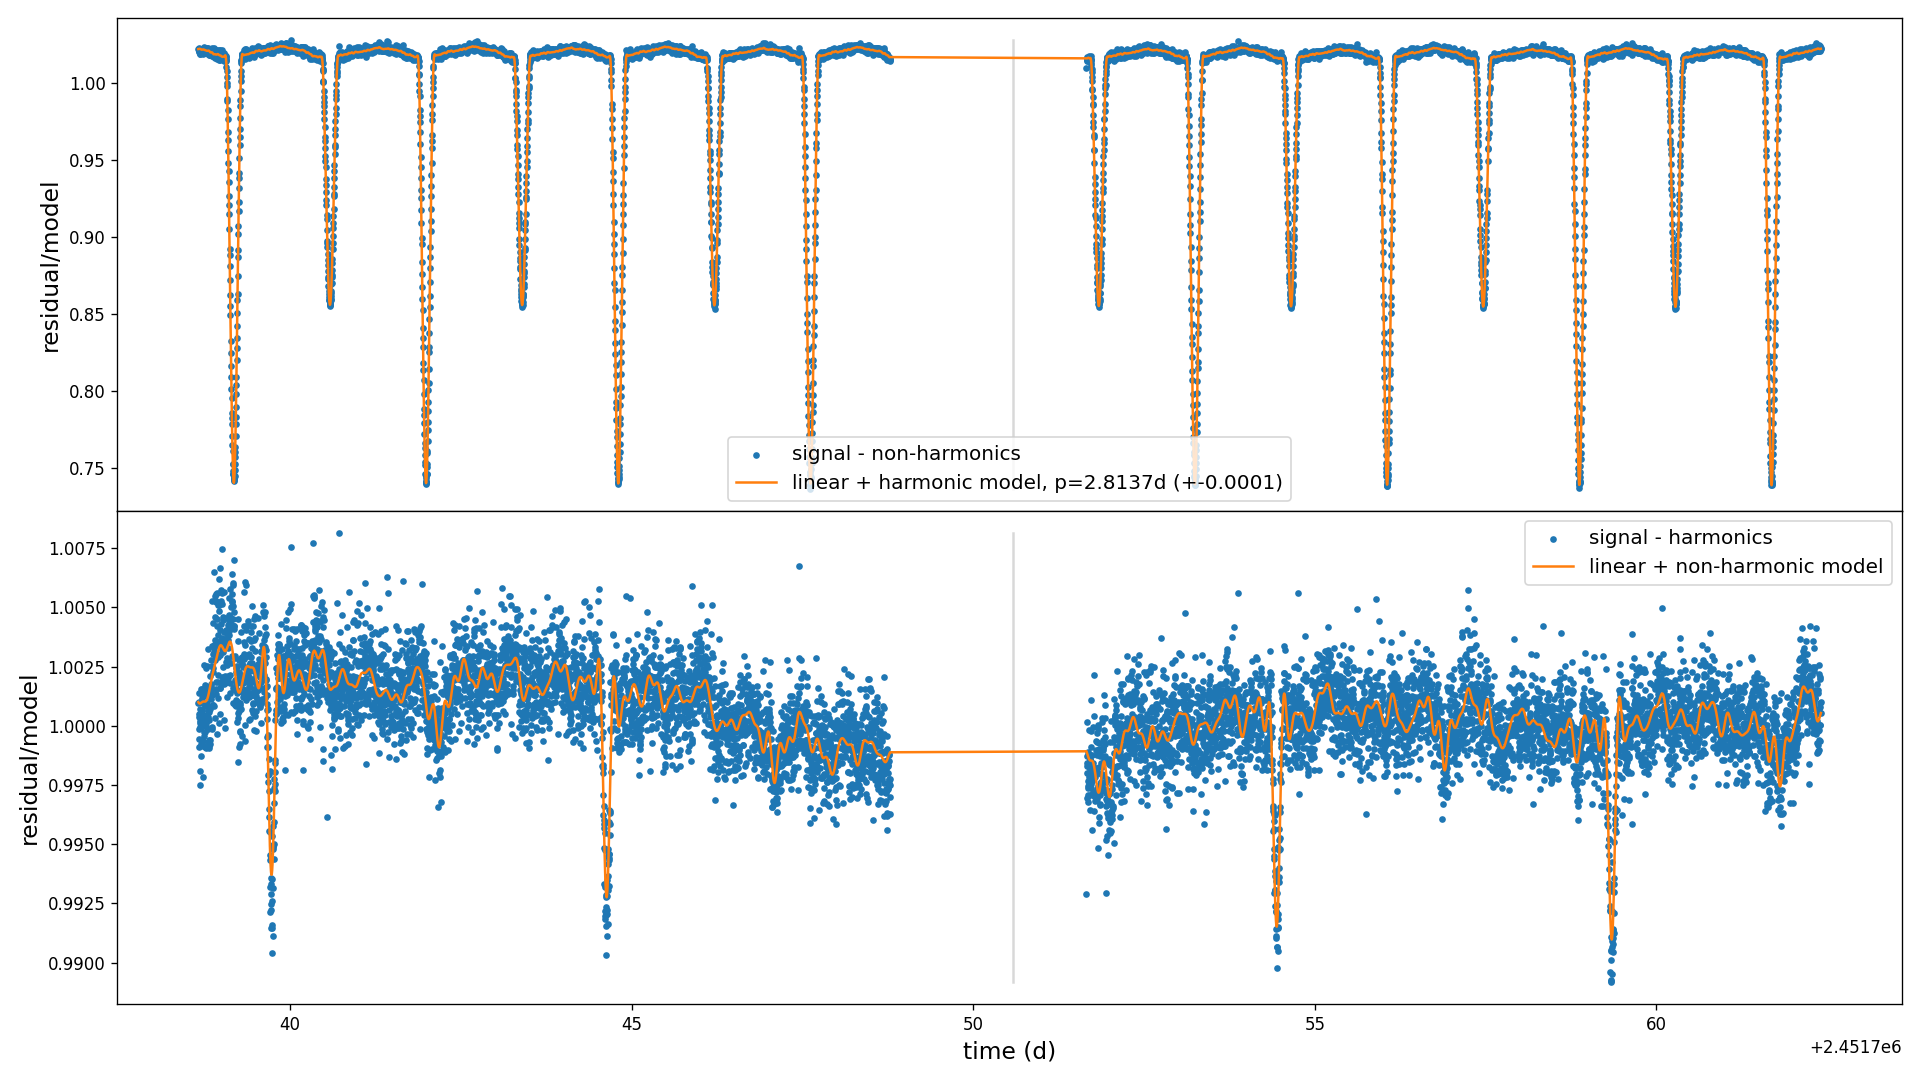 residual/model
1.00
0.95
0.90
0.85
0.80
0.75
signal - non-harmonics
linear + harmonic model, p=2.8137d (+-0.0001)
residual/model
1.0075
1.0050
1.0025
1.0000
0.9975
0.9950
0.9925
0.9900
signal - harmonics
linear + non-harmonic model
40
45
50
55
60
time (d)
+2.4517e6